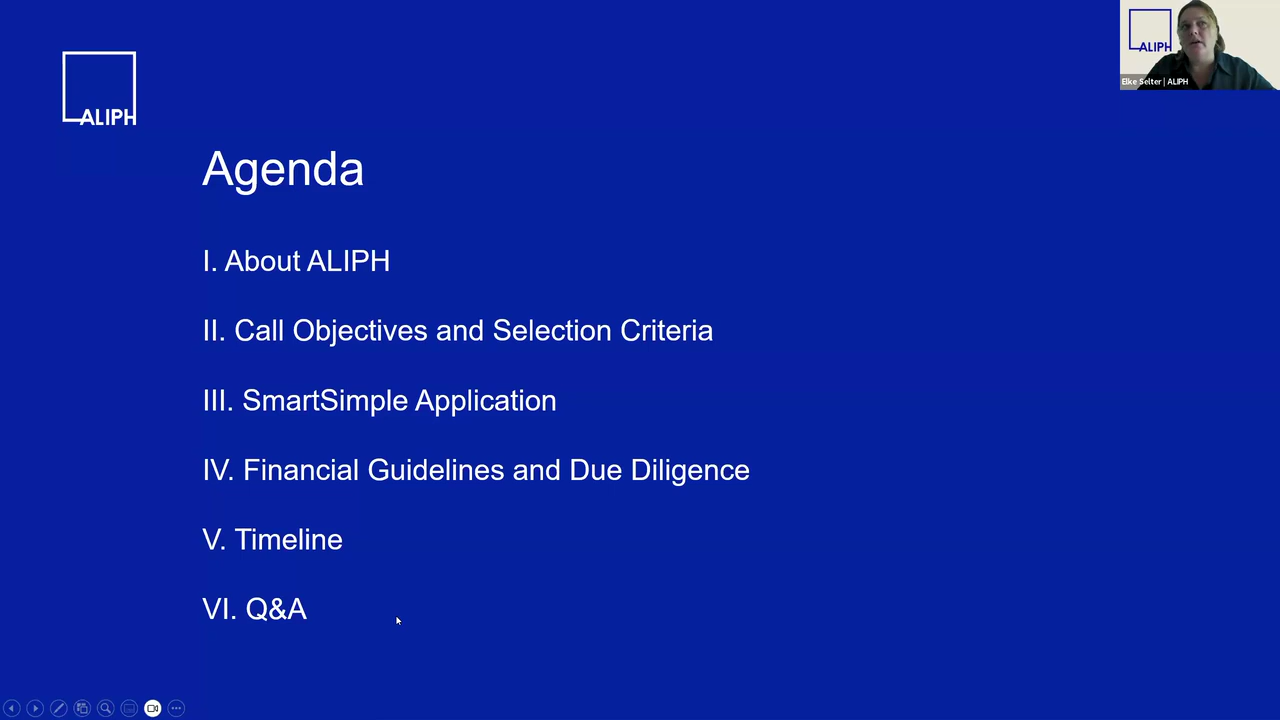 ALIPH
ALIPH
Elke Selter | ALIPH
Agenda
I. About ALIPH
II. Call Objectives and Selection Criteria
III. SmartSimple Application
IV. Financial Guidelines and Due Diligence
V. Timeline
VI. Q&A